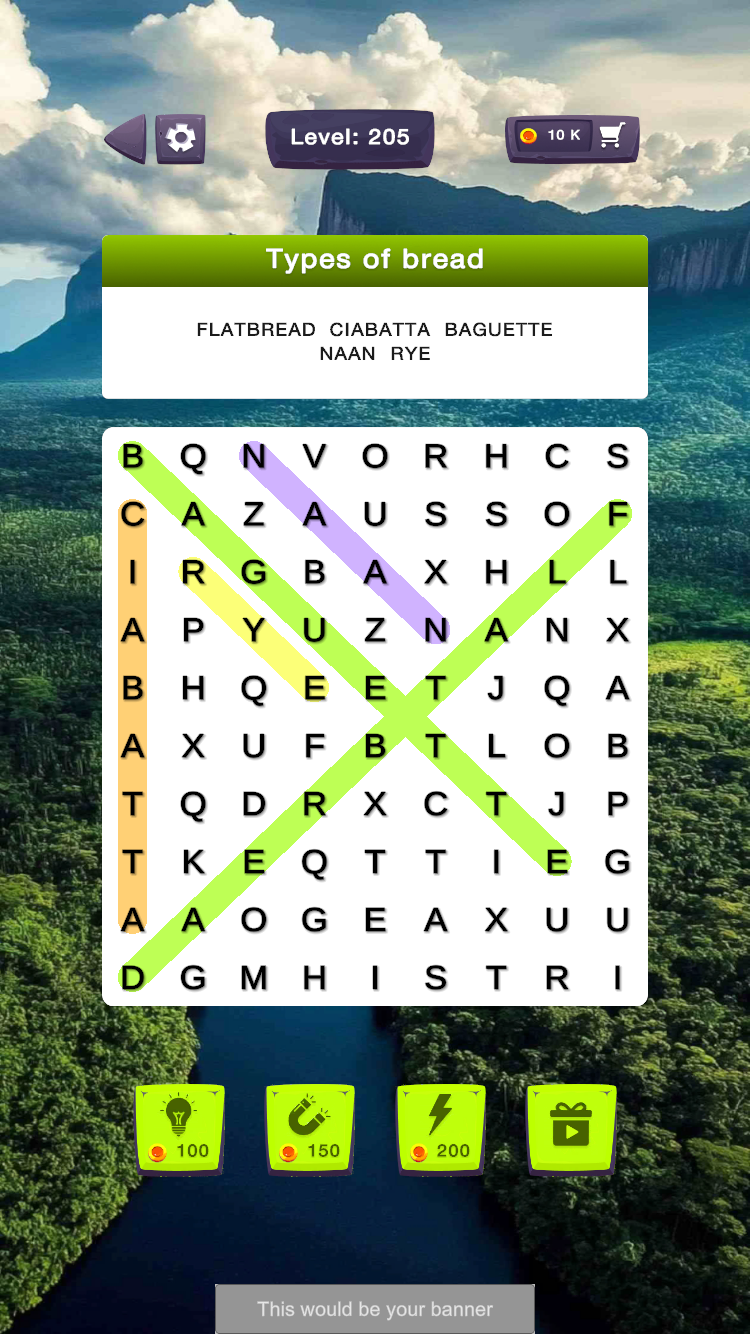 Level: 205
10 K
Types of bread
FLATBREAD CIABATTA BAGUETTE
NAAN RYE
B Q N V O R H C S
C A Z A U S S O F
I R G B A X H L L
A P Y U Z N A N X
B H Q E E T J Q A
A X U F B T L O B
T Q D R X C T J P
T K E Q T T I E G
A A O G E A X U U
D G M H I S T R I
100 150 200
This would be your banner